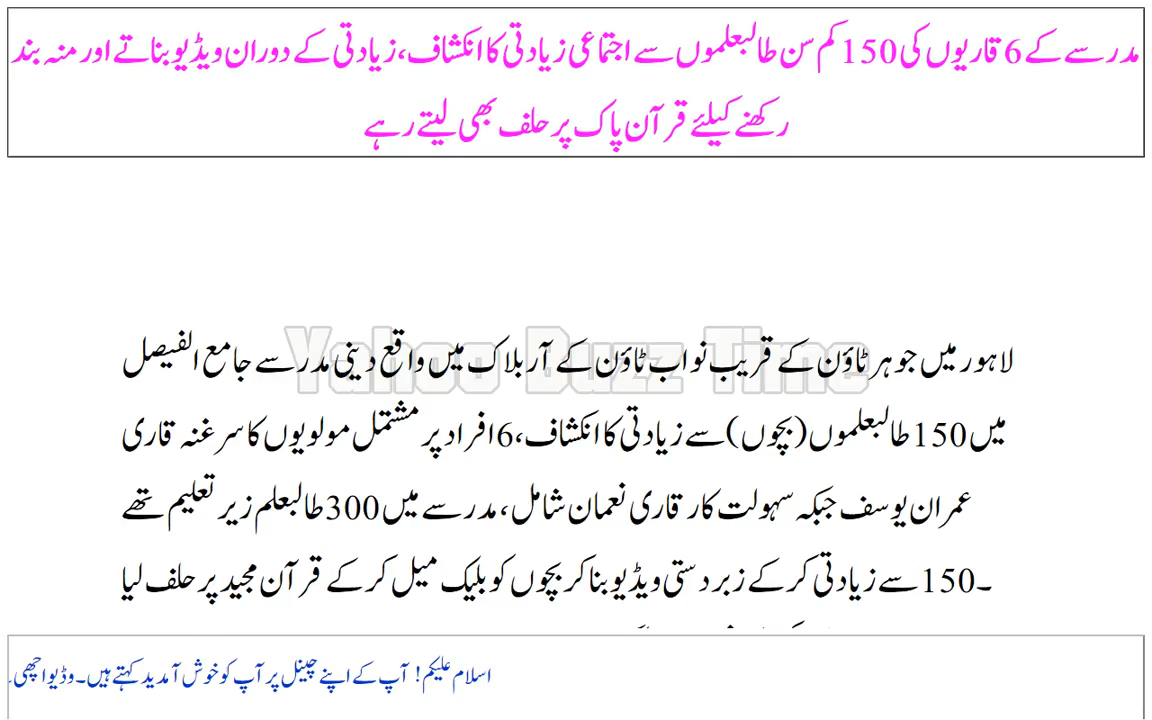 مدرسے کے 6 قاریوں کی 150 کم سن طالبعلموں سے اجتماعی زیادتی کا انکشاف، زیادتی کے دوران ویڈیو بناتے اور منہ بند
رکھنے کیلئے قرآن پاک پر حلف بھی لیتے رہے
Yahoo Buzz Time
لاہور میں جوہر ٹاؤن کے قریب نواب ٹاؤن کے آر بلاک میں واقع دینی مدرسے جامع الفیصل
میں 150 طالبعلموں (بچوں) سے زیادتی کا انکشاف، 6 افراد پر مشتمل مولویوں کا سرغنہ قاری
عمران یوسف جبکہ سہولت کار قاری نعمان شامل، مدرسے میں 300 طالبعلم زیر تعلیم تھے
۔150 سے زیادتی کر کے زبردستی ویڈیو بنا کر بچوں کو بلیک میل کر کے قرآن مجید پر حلف لیا
اسلام علیکم! آپ کے اپنے چینل پر آپ کو خوش آمدید کہتے ہیں۔ وڈیو اچھی